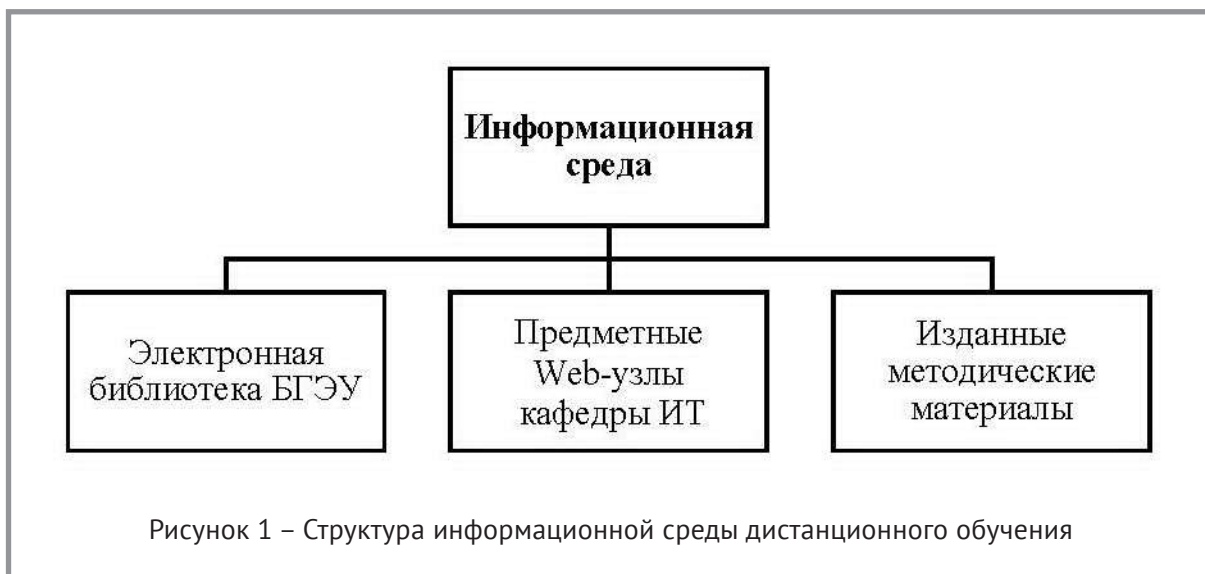 Информационная
среда
Электронная
библиотека БГЭУ
Предметные
Web-узлы
кафедры ИТ
Изданные
методические
материалы
Рисунок 1 – Структура информационной среды дистанционного обучения